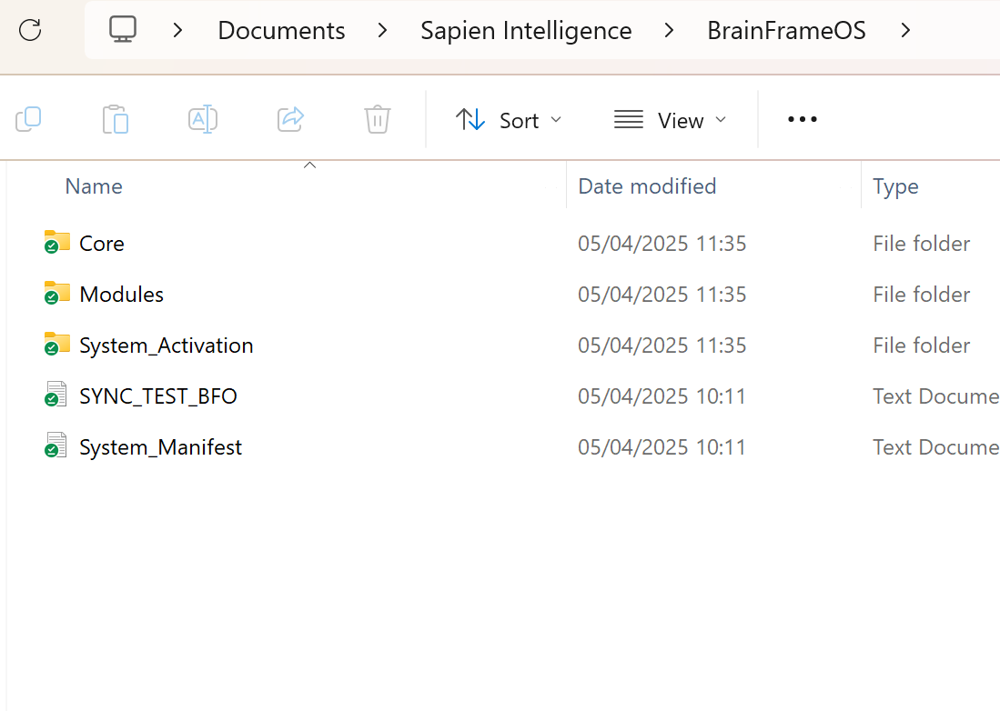 Documents > Sapien Intelligence > BrainFrameOS >
Sort View
Name Date modified Type
Core 05/04/2025 11:35 File folder
Modules 05/04/2025 11:35 File folder
System_Activation 05/04/2025 11:35 File folder
SYNC_TEST_BFO 05/04/2025 10:11 Text Docume
System_Manifest 05/04/2025 10:11 Text Docume